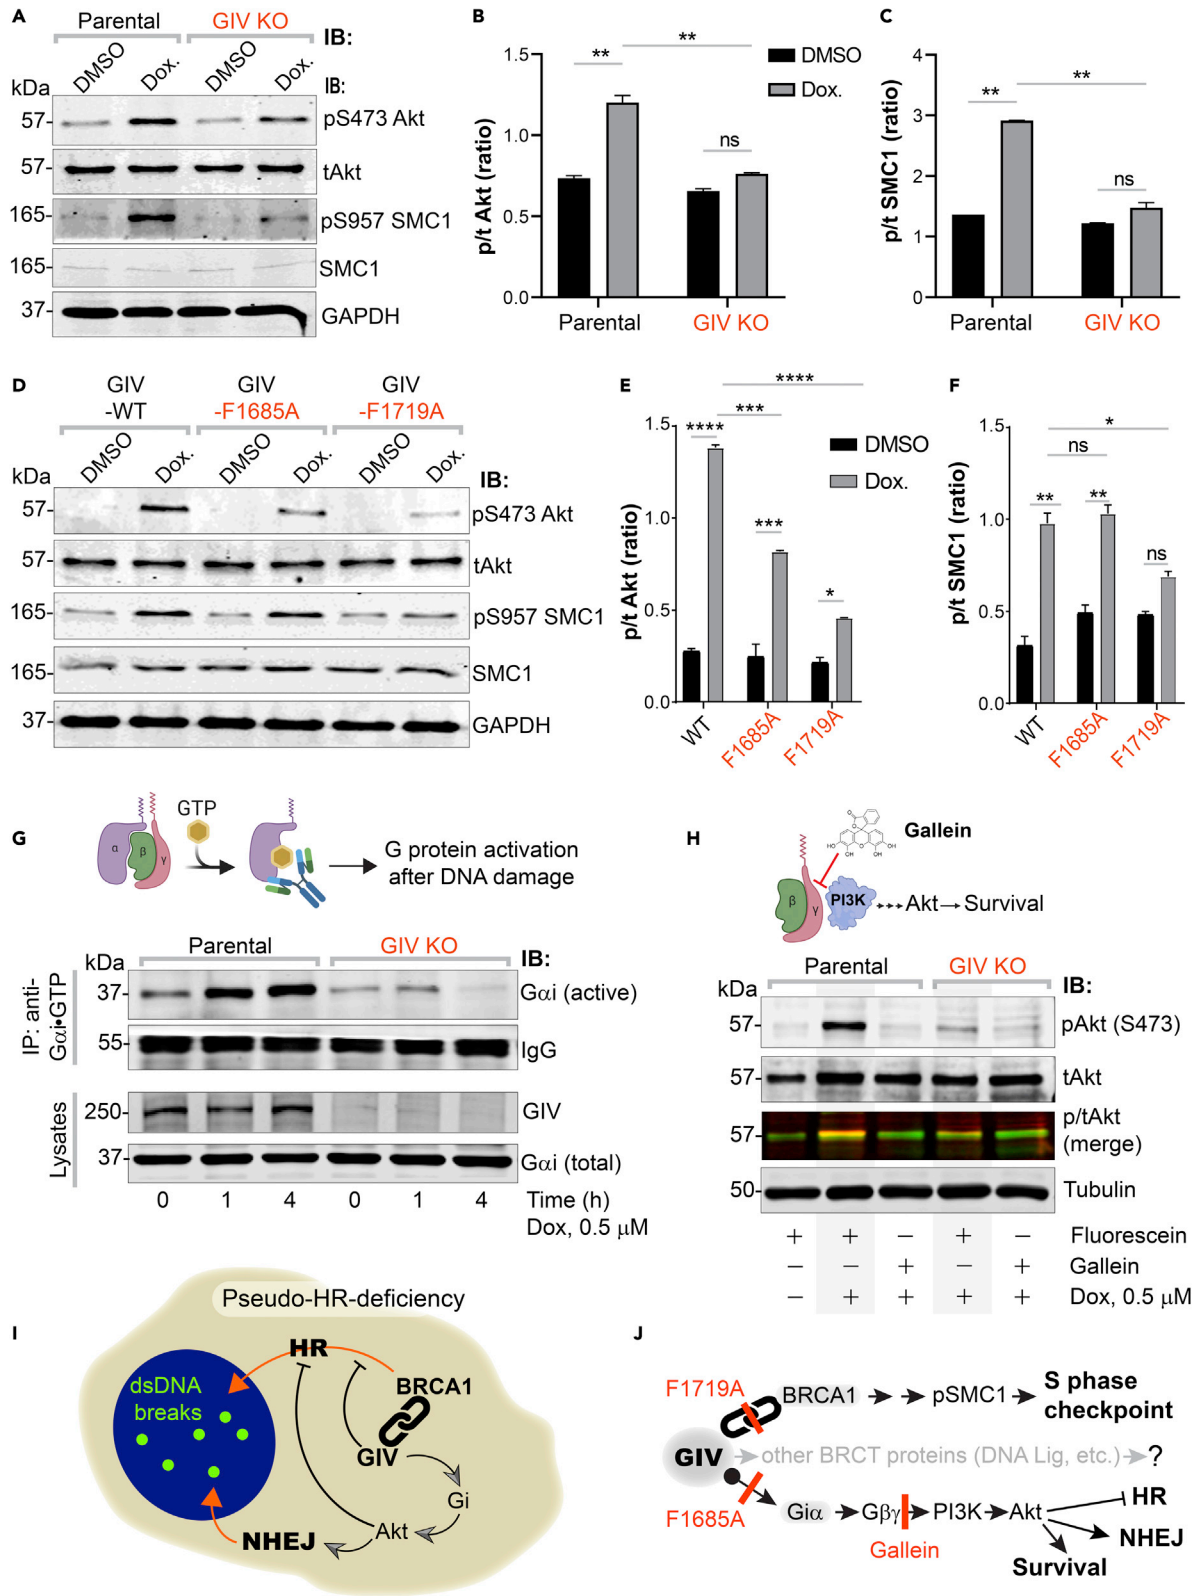 A
Parental
GIV KO
IB:
DMSO
Dox.
DMSO
Dox.
kDa
IB:
57
pS473 Akt
57
tAkt
165
pS957 SMC1
165
SMC1
37
GAPDH
B
p/t Akt (ratio)
1.5
1.0
0.5
0.0
**
**
ns
DMSO
Dox.
Parental
GIV KO
C
p/t SMC1 (ratio)
4
3
2
1
0
**
**
ns
Parental
GIV KO
D
GIV
-WT
GIV
-F1685A
GIV
-F1719A
DMSO
Dox.
DMSO
Dox.
DMSO
Dox.
kDa
IB:
57
pS473 Akt
57
tAkt
165
pS957 SMC1
165
SMC1
37
GAPDH
E
p/t Akt (ratio)
1.5
1.0
0.5
0.0
****
***
****
***
*
DMSO
Dox.
WT
F1685A
F1719A
F
p/t SMC1 (ratio)
1.5
1.0
0.5
0.0
*
ns
**
**
ns
WT
F1685A
F1719A
G
α
β
γ
GTP
G protein activation
after DNA damage
Parental
GIV KO
kDa
IB:
IP: anti-
Gαi•GTP
37
Gαi (active)
55
IgG
Lysates
250
GIV
37
Gαi (total)
0
1
4
0
1
4
Time (h)
Dox, 0.5 μM
H
Gallein
O
O
O
HO
OH
OH
OH
β
γ
PI3K
Akt
Survival
Parental
GIV KO
kDa
IB:
57
pAkt (S473)
57
tAkt
57
p/tAkt
(merge)
50
Tubulin
+ + − + −
Fluorescein
− − + − +
Gallein
− + + + +
Dox, 0.5 μM
I
Pseudo-HR-deficiency
HR
dsDNA
breaks
BRCA1
GIV
Gi
Akt
NHEJ
J
F1719A
BRCA1
pSMC1
S phase
checkpoint
GIV
other BRCT proteins (DNA Lig, etc.)
?
F1685A
Giα
Gβγ
PI3K
Akt
HR
NHEJ
Gallein
Survival